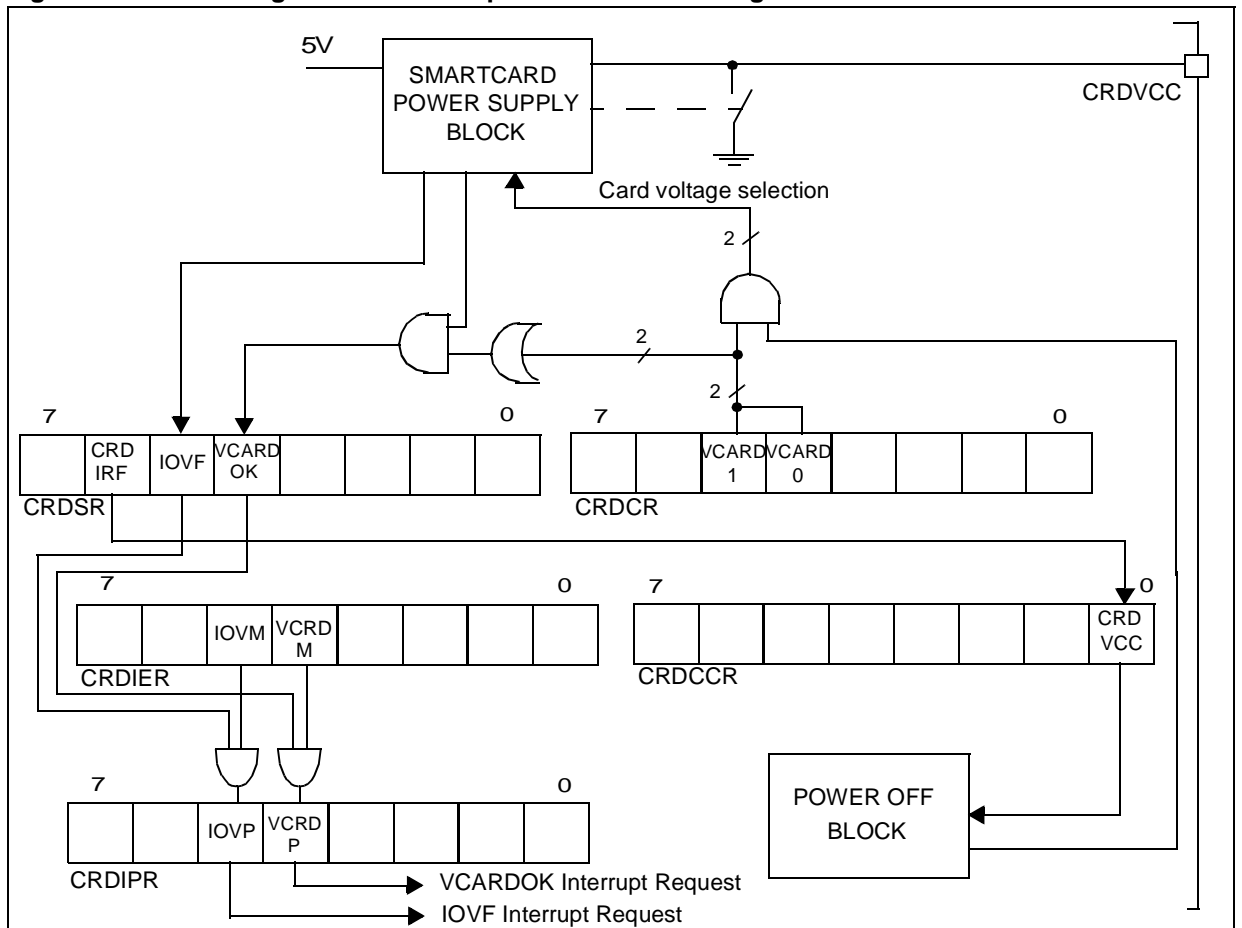 5V
SMARTCARD
POWER SUPPLY
BLOCK
CRDVCC
Card voltage selection
2
2
2
7
0
CRD
IRF
IOVF
VCARD
OK
CRDSR
7
0
VCARD
1
VCARD
0
CRDCR
7
0
IOVM
VCRD
M
CRDIER
7
0
CRD
VCC
CRDCCR
7
0
IOVP
VCRD
P
CRDIPR
POWER OFF
BLOCK
VCARDOK Interrupt Request
IOVF Interrupt Request